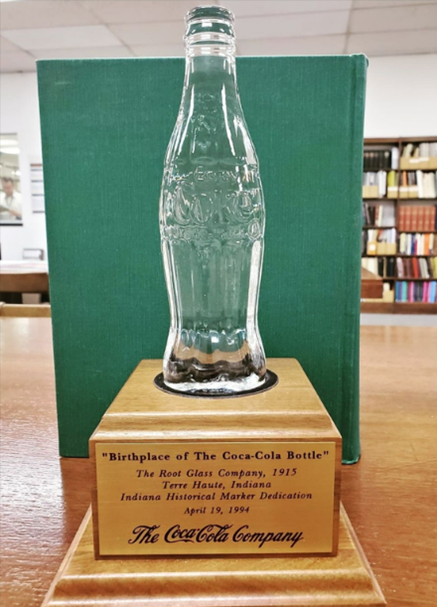 "Birthplace of The Coca-Cola Bottle"
The Root Glass Company, 1915
Terre Haute, Indiana
Indiana Historical Marker Dedication
April 19, 1994
The Coca-Cola Company